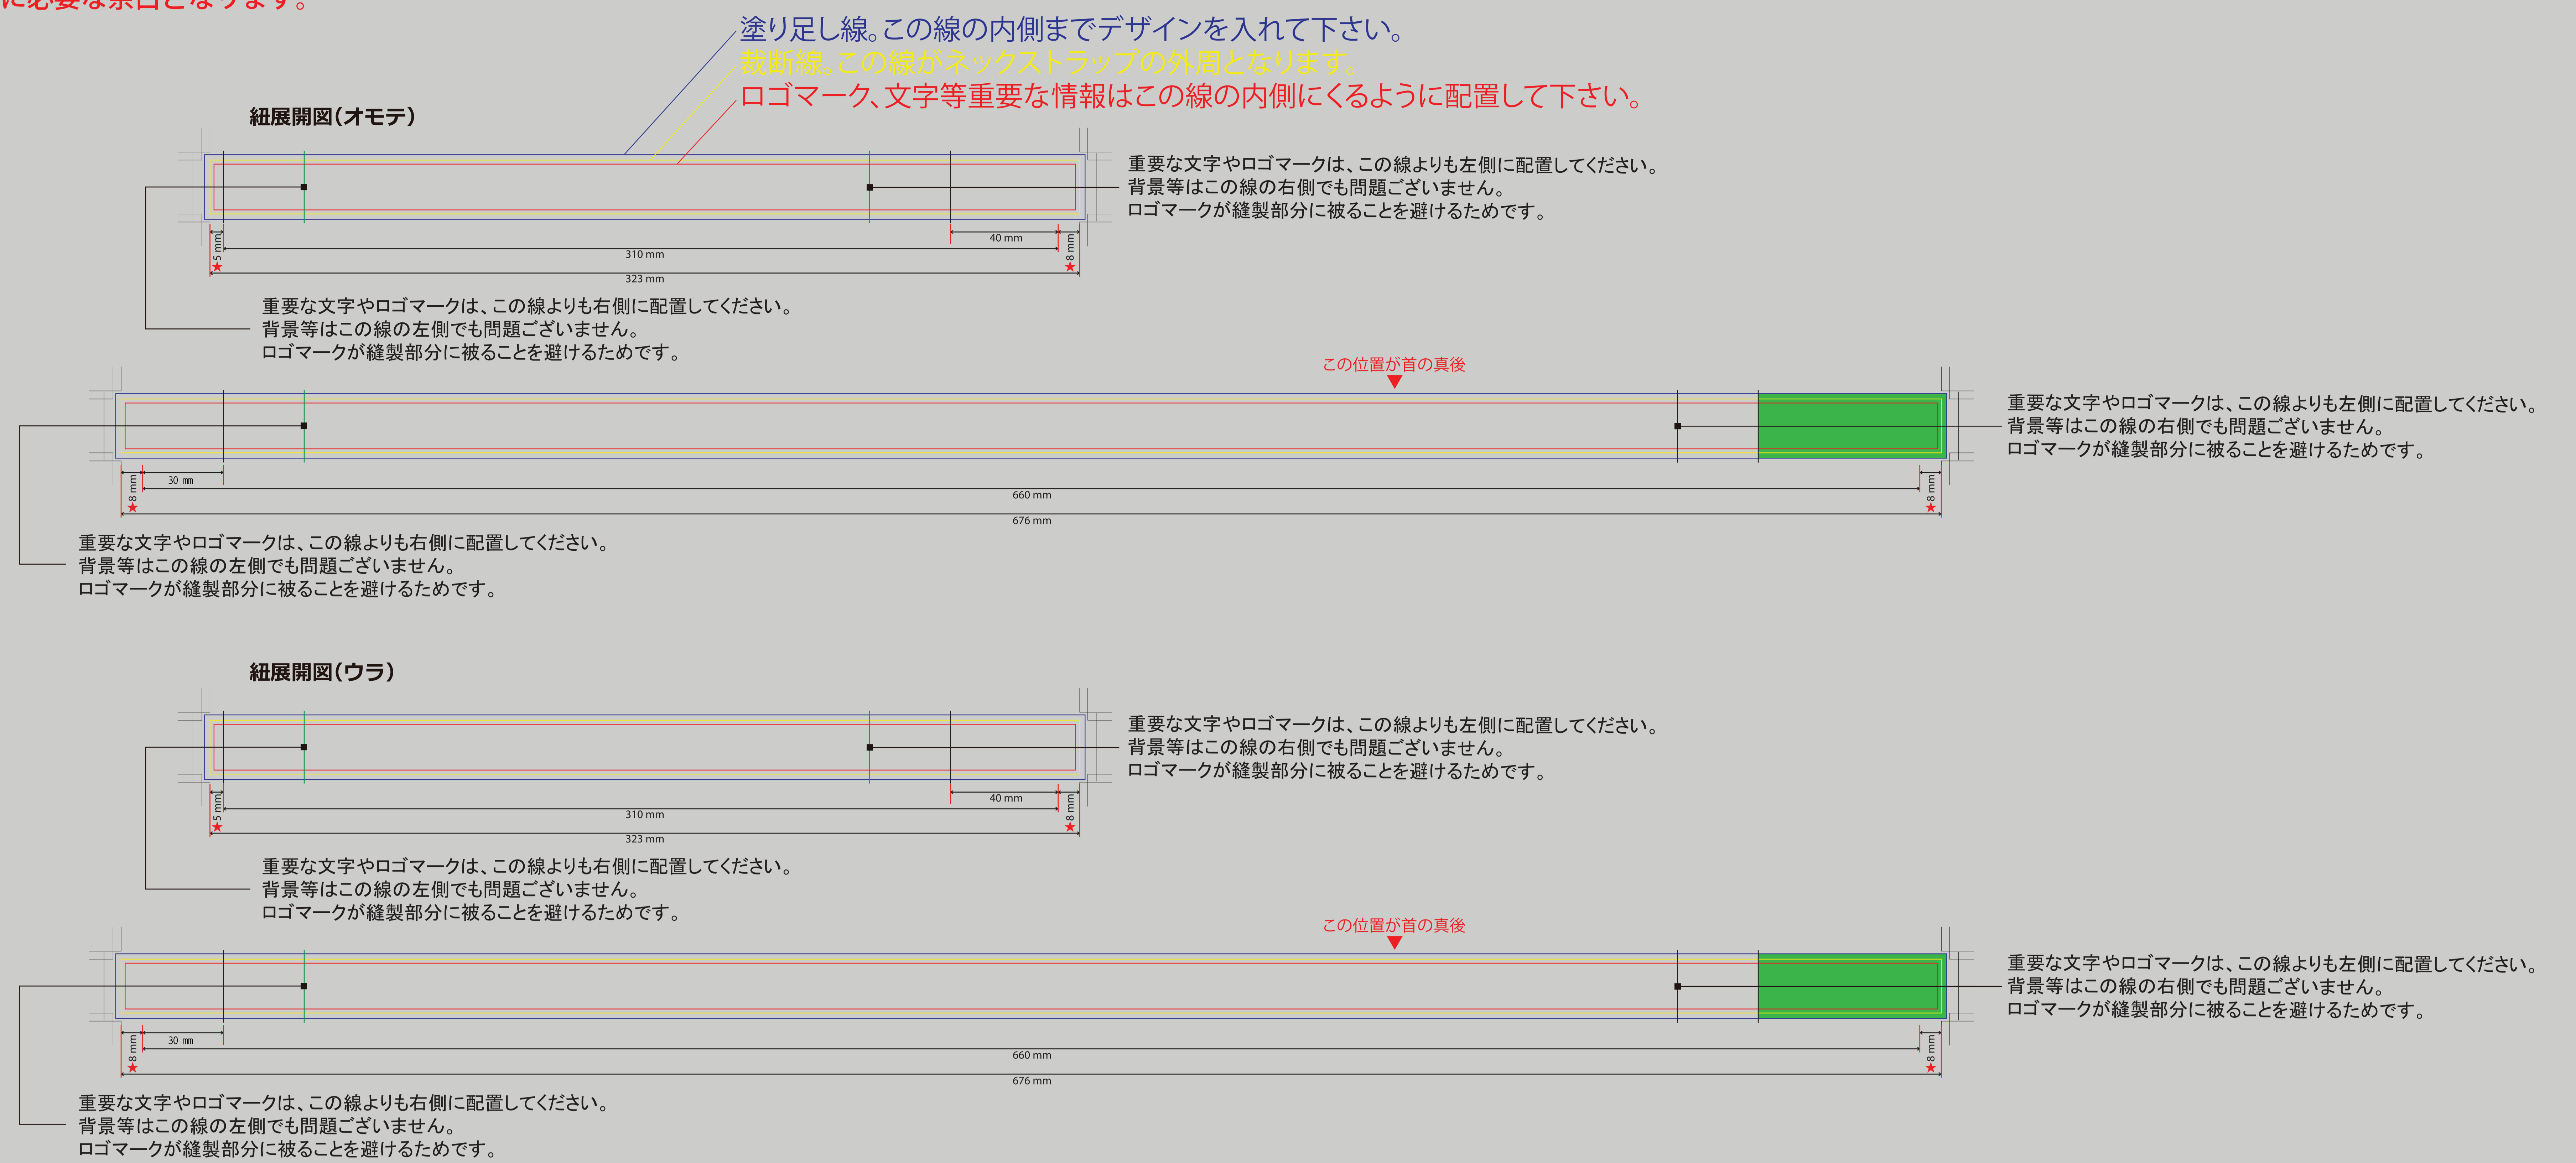 に必要な余白となります。
塗り足し線。この線の内側までデザインを入れて下さい。
裁断線。この線がネックストラップの外周となります。
ロゴマーク、文字等重要な情報はこの線の内側にくるように配置して下さい。
紐展開図(オモテ)
重要な文字やロゴマークは、この線よりも左側に配置してください。
背景等はこの線の右側でも問題ございません。
ロゴマークが縫製部分に被ることを避けるためです。
★5 mm
40 mm
★8 mm
310 mm
323 mm
重要な文字やロゴマークは、この線よりも右側に配置してください。
背景等はこの線の左側でも問題ございません。
ロゴマークが縫製部分に被ることを避けるためです。
この位置が首の真後
重要な文字やロゴマークは、この線よりも左側に配置してください。
背景等はこの線の右側でも問題ございません。
ロゴマークが縫製部分に被ることを避けるためです。
★8 mm
30 mm
660 mm
★8 mm
676 mm
重要な文字やロゴマークは、この線よりも右側に配置してください。
背景等はこの線の左側でも問題ございません。
ロゴマークが縫製部分に被ることを避けるためです。
紐展開図(ウラ)
重要な文字やロゴマークは、この線よりも左側に配置してください。
背景等はこの線の右側でも問題ございません。
ロゴマークが縫製部分に被ることを避けるためです。
★5 mm
40 mm
★8 mm
310 mm
323 mm
重要な文字やロゴマークは、この線よりも右側に配置してください。
背景等はこの線の左側でも問題ございません。
ロゴマークが縫製部分に被ることを避けるためです。
この位置が首の真後
重要な文字やロゴマークは、この線よりも左側に配置してください。
背景等はこの線の右側でも問題ございません。
ロゴマークが縫製部分に被ることを避けるためです。
★8 mm
30 mm
660 mm
★8 mm
676 mm
重要な文字やロゴマークは、この線よりも右側に配置してください。
背景等はこの線の左側でも問題ございません。
ロゴマークが縫製部分に被ることを避けるためです。